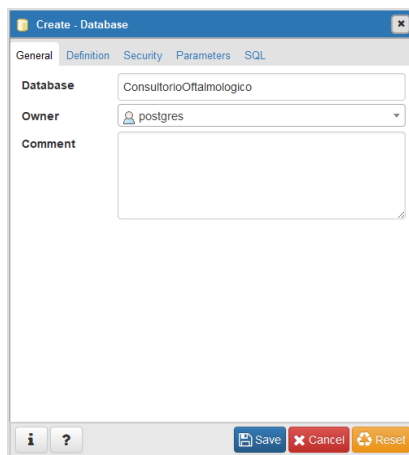 Create - Database
General Definition Security Parameters SQL
Database ConsultorioOftalmologico
Owner postgres
Comment
i ? Save Cancel Reset